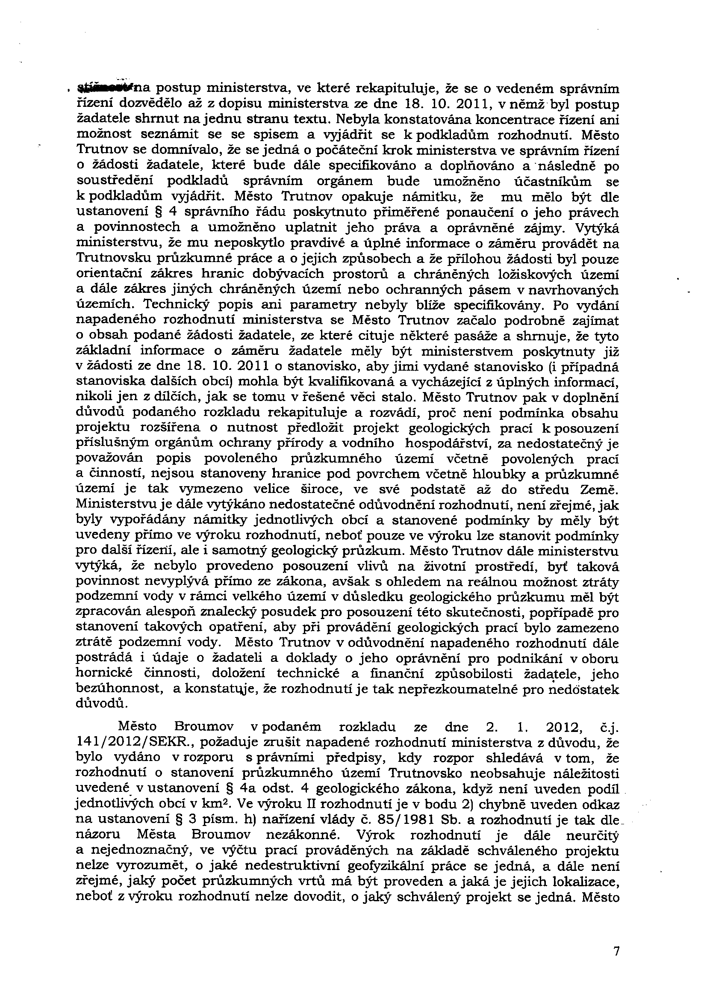 na postup ministerstva, ve které rekapituluje, že se o vedeném správním
řízení dozvědělo až z dopisu ministerstva ze dne 18. 10. 2011, v němž byl postup
žadatele shrnut na jednu stranu textu. Nebyla konstatována koncentrace řízení ani
možnost seznámit se se spisem a vyjádřit se k podkladům rozhodnutí. Město
Trutnov se domnívalo, že se jedná o počáteční krok ministerstva ve správním řízení
o žádosti žadatele, které bude dále specifikováno a doplňováno a následně po
soustředění podkladů správním orgánem bude umožněno účastníkům se
k podkladům vyjádřit. Město Trutnov opakuje námitku, že mu mělo být dle
ustanovení § 4 správního řádu poskytnuto přiměřené ponaučení o jeho právech
a povinnostech a umožněno uplatnit jeho práva a oprávněné zájmy. Vytýká
ministerstvu, že mu neposkytlo pravdivé a úplné informace o záměru provádět na
Trutnovsku průzkumné práce a o jejich způsobech a že přílohou žádosti byl pouze
orientační zákres hranic dobývacích prostorů a chráněných ložiskových území
a dále zákres jiných chráněných území nebo ochranných pásem v navrhovaných
územích. Technický popis ani parametry nebyly blíže specifikovány. Po vydání
napadeného rozhodnutí ministerstva se Město Trutnov začalo podrobně zajímat
o obsah podané žádosti žadatele, ze které cituje některé pasáže a shrnuje, že tyto
základní informace o záměru žadatele měly být ministerstvem poskytnuty již
v žádosti ze dne 18. 10. 2011 o stanovisko, aby jimi vydané stanovisko (i případná
stanoviska dalších obcí) mohla být kvalifikovaná a vycházející z úplných informací,
nikoli jen z dílčích, jak se tomu v řešené věci stalo. Město Trutnov pak v doplnění
důvodů podaného rozkladu rekapituluje a rozvádí, proč není podmínka obsahu
projektu rozšířena o nutnost předložit projekt geologických prací k posouzení
příslušným orgánům ochrany přírody a vodního hospodářství, za nedostatečný je
považován popis povoleného průzkumného území včetně povolených prací
a činností, nejsou stanoveny hranice pod povrchem včetně hloubky a průzkumné
území je tak vymezeno velice široce, ve své podstatě až do středu Země.
Ministerstvu je dále vytýkáno nedostatečné odůvodnění rozhodnutí, není zřejmé, jak
byly vypořádány námitky jednotlivých obcí a stanovené podmínky by měly být
uvedeny přímo ve výroku rozhodnutí, neboť pouze ve výroku lze stanovit podmínky
pro další řízení, ale i samotný geologický průzkum. Město Trutnov dále ministerstvu
vytýká, že nebylo provedeno posouzení vlivů na životní prostředí, byť taková
povinnost nevyplývá přímo ze zákona, avšak s ohledem na reálnou možnost ztráty
podzemní vody v rámci velkého území v důsledku geologického průzkumu měl být
zpracován alespoň znalecký posudek pro posouzení této skutečnosti, popřípadě pro
stanovení takových opatření, aby při provádění geologických prací bylo zamezeno
ztrátě podzemní vody. Město Trutnov v odůvodnění napadeného rozhodnutí dále
postrádá i údaje o žadateli a doklady o jeho oprávnění pro podnikání v oboru
hornické činnosti, doložení technické a finanční způsobilosti žadatele, jeho
bezúhonnost, a konstatuje, že rozhodnutí je tak nepřezkoumatelné pro nedostatek
důvodů.
Město Broumov v podaném rozkladu ze dne 2. 1. 2012, č.j.
141/2012/SEKR., požaduje zrušit napadené rozhodnutí ministerstva z důvodu, že
bylo vydáno v rozporu s právními předpisy, kdy rozpor shledává v tom, že
rozhodnutí o stanovení průzkumného území Trutnovsko neobsahuje náležitosti
uvedené v ustanovení § 4a odst. 4 geologického zákona, když není uveden podíl
jednotlivých obcí v km². Ve výroku II rozhodnutí je v bodu 2) chybně uveden odkaz
na ustanovení § 3 písm. h) nařízení vlády č. 85/1981 Sb. a rozhodnutí je tak dle
názoru Města Broumov nezákonné. Výrok rozhodnutí je dále neurčitý
a nejednoznačný, ve výčtu prací prováděných na základě schváleného projektu
nelze vyrozumět, o jaké nedestruktivní geofyzikální práce se jedná, a dále není
zřejmé, jaký počet průzkumných vrtů má být proveden a jaká je jejich lokalizace,
neboť z výroku rozhodnutí nelze dovodit, o jaký schválený projekt se jedná. Město
7